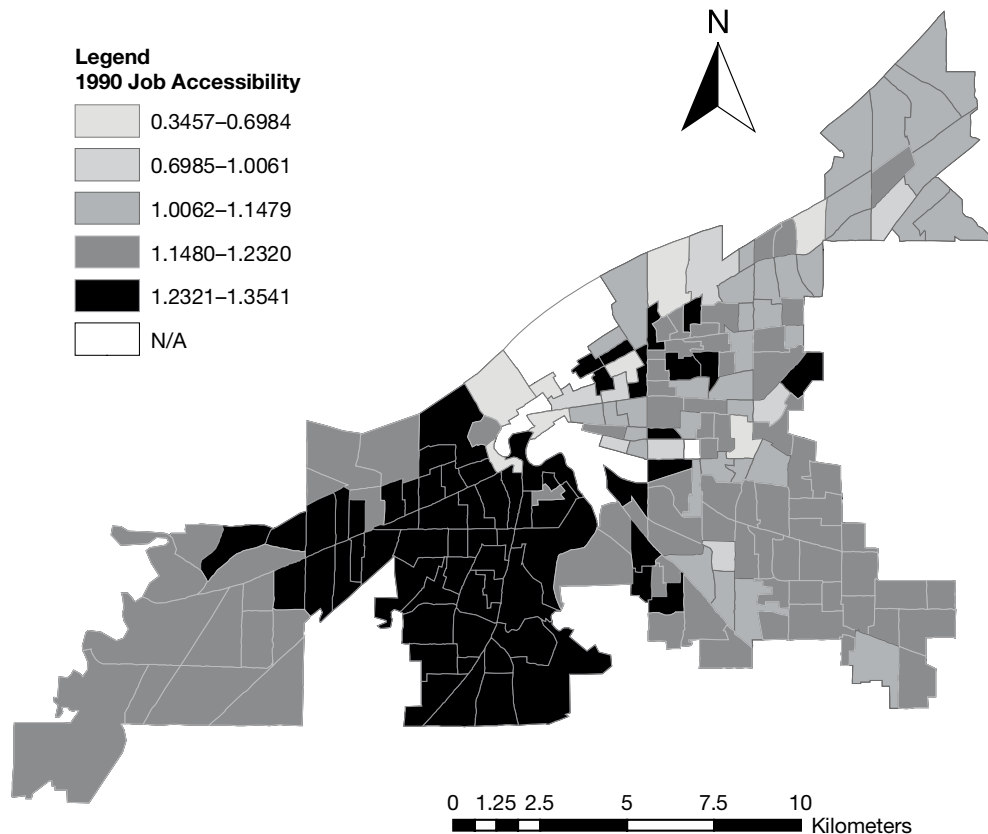 N
Legend
1990 Job Accessibility
0.3457–0.6984
0.6985–1.0061
1.0062–1.1479
1.1480–1.2320
1.2321–1.3541
N/A
0 1.25 2.5 5 7.5 10
Kilometers